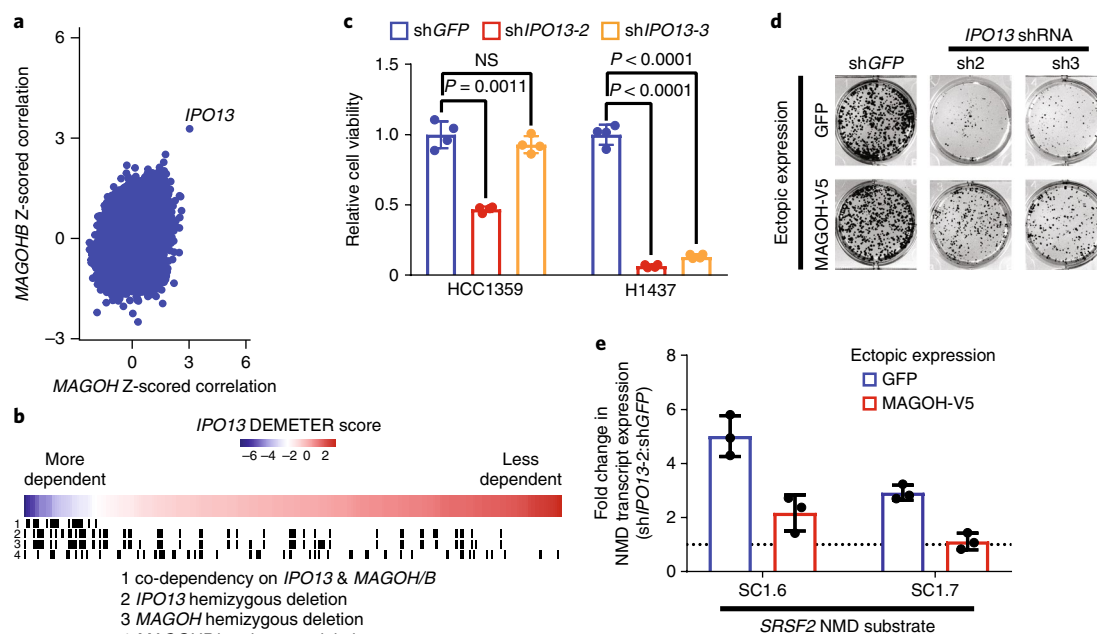 a
6
3
0
−3
0
3
6
IPO13
MAGOHB Z-scored correlation
MAGOH Z-scored correlation
b
IPO13 DEMETER score
−6 −4 −2 0 2
More dependent
Less dependent
1
2
3
4
1 co-dependency on IPO13 & MAGOH/B
2 IPO13 hemizygous deletion
3 MAGOH hemizygous deletion
c
shGFP shIPO13-2 shIPO13-3
NS
P = 0.0011
P < 0.0001
P < 0.0001
1.5
1.0
0.5
0
Relative cell viability
HCC1359
H1437
d
IPO13 shRNA
shGFP sh2 sh3
Ectopic expression
GFP
MAGOH-V5
e
8
6
4
2
0
Fold change in
NMD transcript expression
(shIPO13-2:shGFP)
Ectopic expression
GFP
MAGOH-V5
SC1.6
SC1.7
SRSF2 NMD substrate